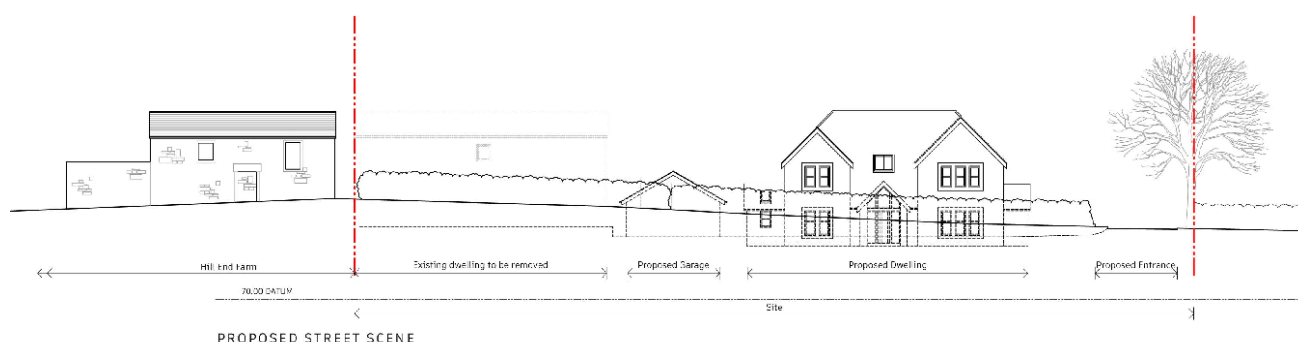 Hill End Farm
Existing dwelling to be removed
Proposed Garage
Proposed Dwelling
Proposed Entrance
70.00 DATUM
Site
PROPOSED STREET SCENE